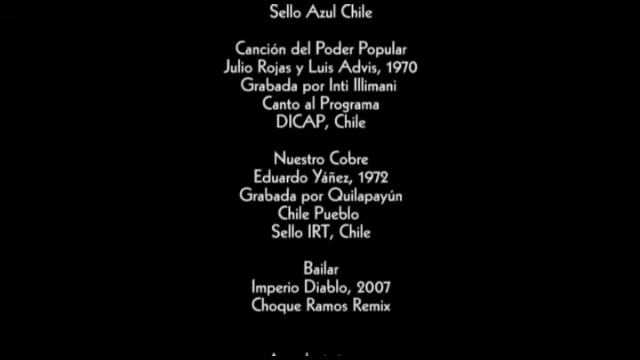 Sello Azul Chile
Canción del Poder Popular
Julio Rojas y Luis Advis, 1970
Grabada por Inti Illimani
Canto al Programa
DICAP, Chile
Nuestro Cobre
Eduardo Yáñez, 1972
Grabada por Quilapayún
Chile Pueblo
Sello IRT, Chile
Bailar
Imperio Diablo, 2007
Choque Ramos Remix